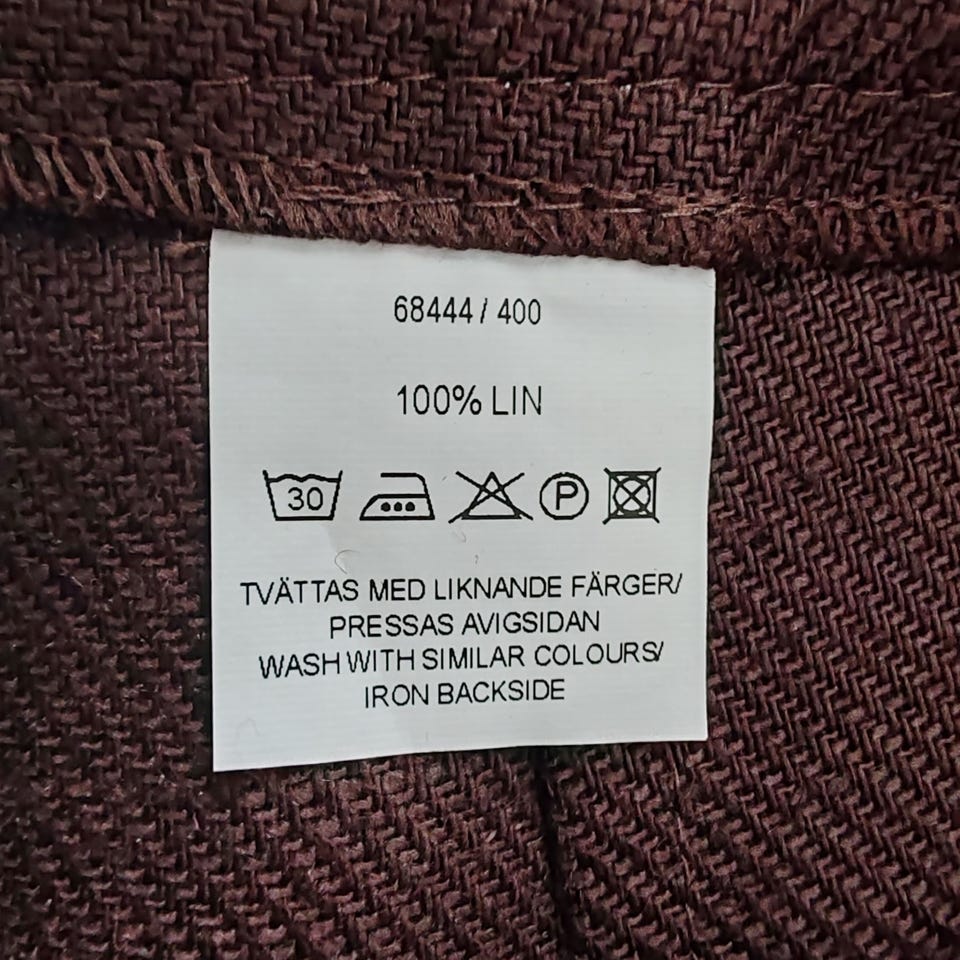 68444 / 400
100% LIN
30 P
TVÄTTAS MED LIKNANDE FÄRGER/
PRESSAS AVIGSIDAN
WASH WITH SIMILAR COLOURS/
IRON BACKSIDE